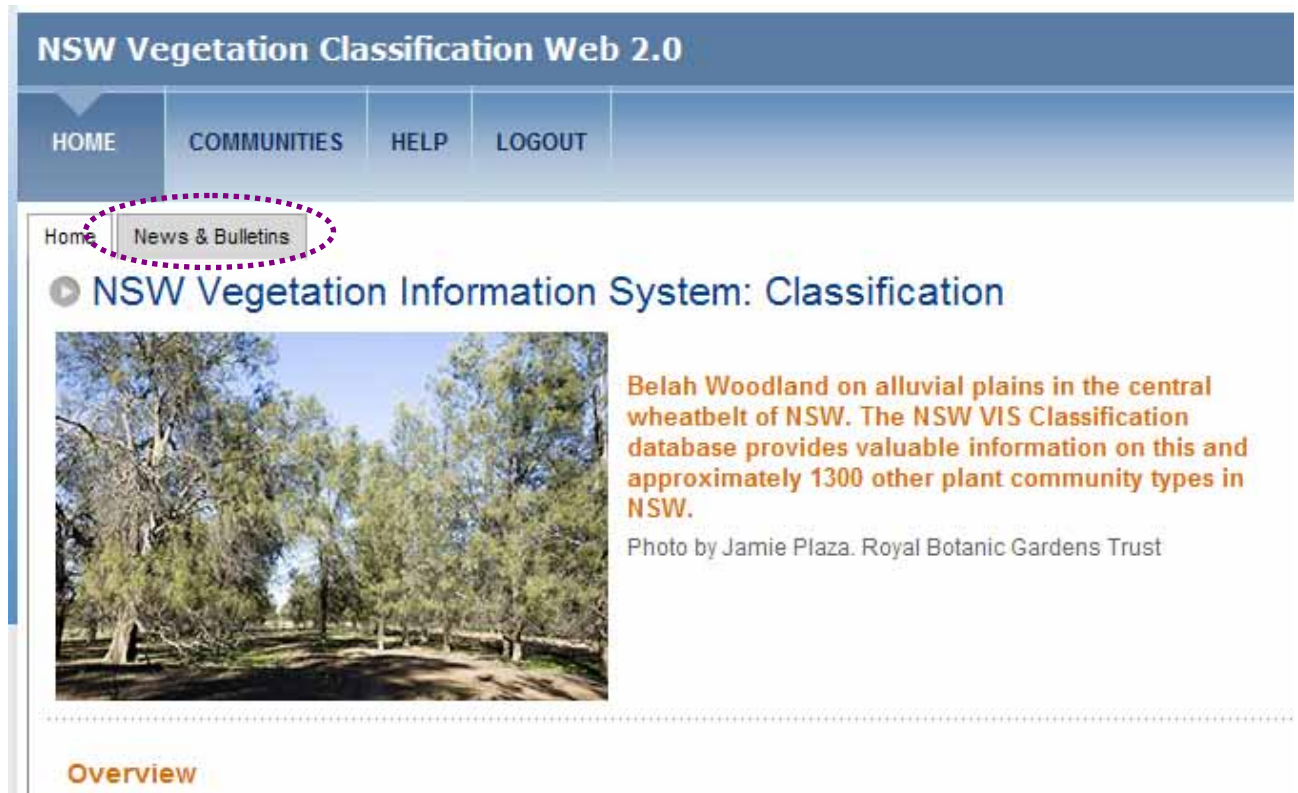 NSW Vegetation Classification Web 2.0
HOME COMMUNITIES HELP LOGOUT
Home News & Bulletins
NSW Vegetation Information System: Classification
Belah Woodland on alluvial plains in the central
wheatbelt of NSW. The NSW VIS Classification
database provides valuable information on this and
approximately 1300 other plant community types in
NSW.
Photo by Jamie Plaza. Royal Botanic Gardens Trust
Overview